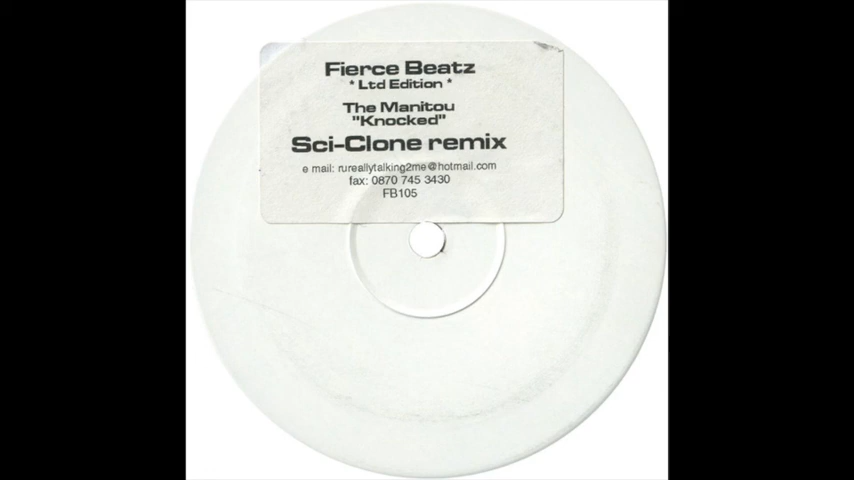 Fierce Beatz
* Ltd Edition *
The Manitou
"Knocked"
Sci-Clone remix
e mail: rureallytalking2me@hotmail.com
fax: 0870 745 3430
FB105